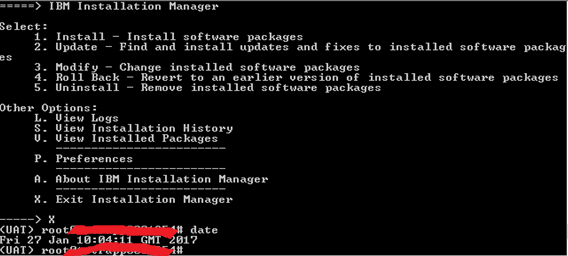 =====> IBM Installation Manager
Select:
1. Install - Install software packages
2. Update - Find and install updates and fixes to installed software packag
es
3. Modify - Change installed software packages
4. Roll Back - Revert to an earlier version of installed software packages
5. Uninstall - Remove installed software packages
Other Options:
L. View Logs
S. View Installation History
V. View Installed Packages
------------------------
P. Preferences
------------------------
A. About IBM Installation Manager
------------------------
X. Exit Installation Manager
-----> X
(UAT) root # date
Fri 27 Jan 10:04:11 GMT 2017
(UAT) root #